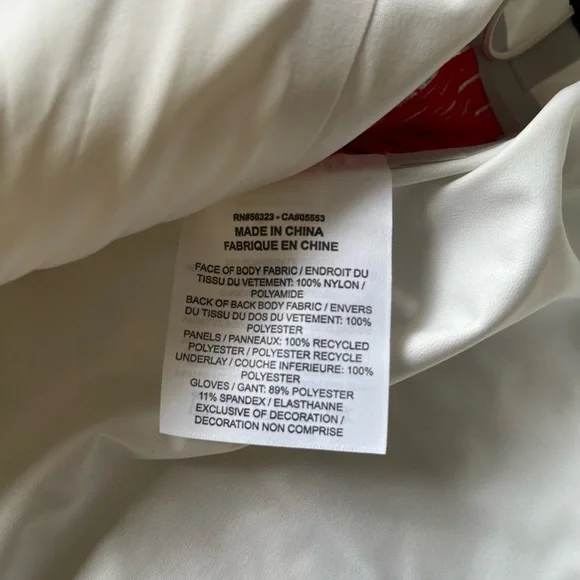 RN#56323 - CA#05553
MADE IN CHINA
FABRIQUE EN CHINE
FACE OF BODY FABRIC / ENDROIT DU
TISSU DU VETEMENT: 100% NYLON /
POLYAMIDE
BACK OF BACK BODY FABRIC / ENVERS
DU TISSU DU DOS DU VETEMENT: 100%
POLYESTER
PANELS / PANNEAUX: 100% RECYCLED
POLYESTER / POLYESTER RECYCLE
UNDERLAY / COUCHE INFERIEURE: 100%
POLYESTER
GLOVES / GANT: 89% POLYESTER
11% SPANDEX / ELASTHANNE
EXCLUSIVE OF DECORATION /
DECORATION NON COMPRISE